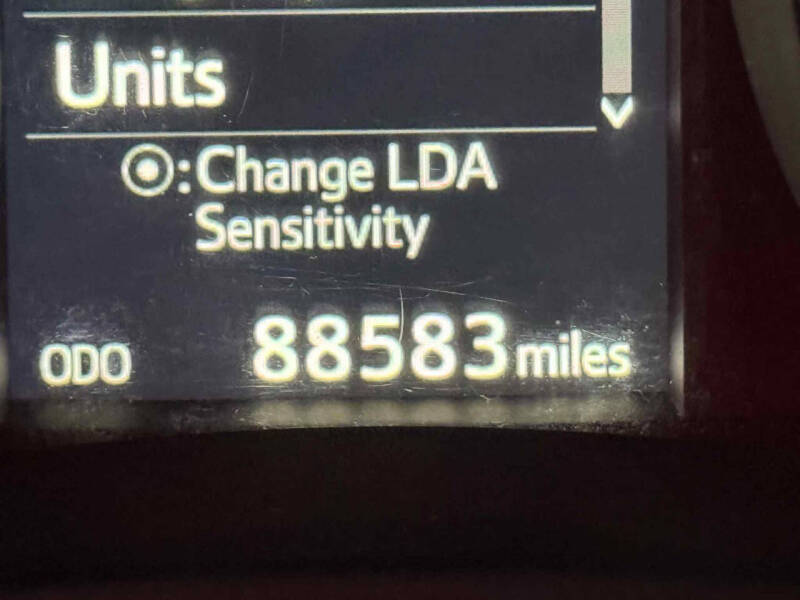 Units
:Change LDA
Sensitivity
ODO 88583 miles